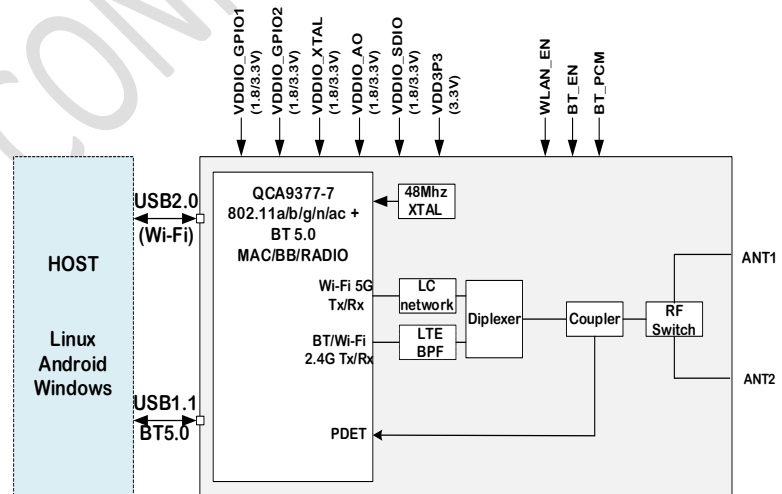 VDDIO_GPIO1
(1.8/3.3V)
VDDIO_GPIO2
(1.8/3.3V)
VDDIO_XTAL
(1.8/3.3V)
VDDIO_AO
(1.8/3.3V)
VDDIO_SDIO
(1.8/3.3V)
VDD3P3
(3.3V)
WLAN_EN
BT_EN
BT_PCM
HOST
Linux
Android
Windows
USB2.0
(Wi-Fi)
USB1.1
BT5.0
QCA9377-7
802.11a/b/g/n/ac +
BT 5.0
MAC/BB/RADIO
48Mhz
XTAL
Wi-Fi 5G
Tx/Rx
LC
network
BT/Wi-Fi
2.4G Tx/Rx
LTE
BPF
Diplexer
Coupler
RF
Switch
ANT1
ANT2
PDET